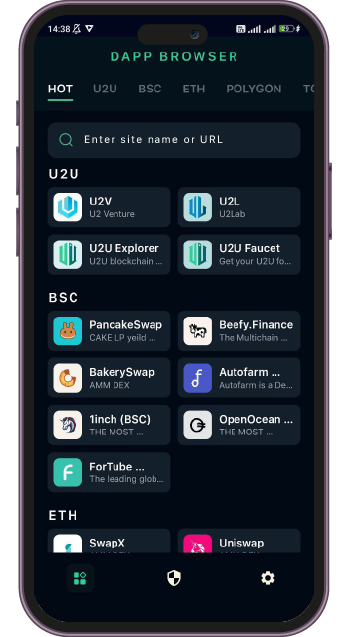 14:38
DAPP BROWSER
HOT U2U BSC ETH POLYGON TO
Enter site name or URL
U2U
U2V U2L
U2 Venture U2Lab
U2U Explorer U2U Faucet
U2U blockchain ... Get your U2U fo...
BSC
PancakeSwap Beefy.Finance
CAKE LP yeild ... The Multichain ...
BakerySwap Autofarm ...
AMM DEX Autofarm is a De...
1inch (BSC) OpenOcean ...
THE MOST ... THE MOST ...
ForTube ...
The leading glob...
ETH
SwapX Uniswap